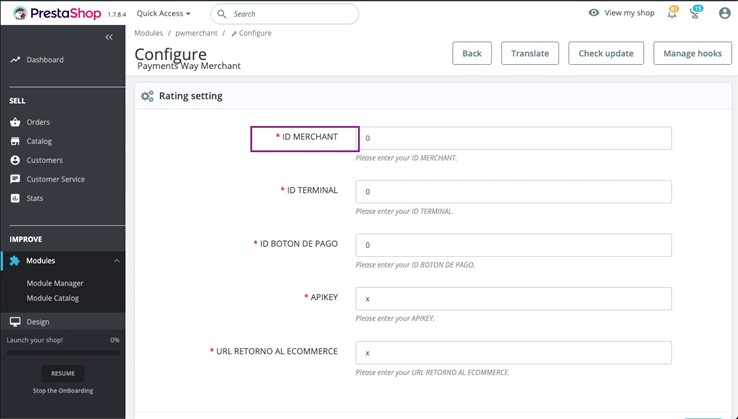 PrestaShop 1.7.8.4 Quick Access Search View my shop 81 15
Modules / pwmerchant / Configure
Configure
Payments Way Merchant
Back Translate Check update Manage hooks
Dashboard
SELL
Orders
Catalog
Customers
Customer Service
Stats
IMPROVE
Modules
Module Manager
Module Catalog
Design
Launch your shop! 0%
RESUME
Stop the OnBoarding
Rating setting
* ID MERCHANT 0
Please enter your ID MERCHANT.
* ID TERMINAL 0
Please enter your ID TERMINAL.
* ID BOTON DE PAGO 0
Please enter your ID BOTON DE PAGO.
* APIKEY x
Please enter your APIKEY.
* URL RETORNO AL ECOMMERCE x
Please enter your URL RETORNO AL ECOMMERCE.